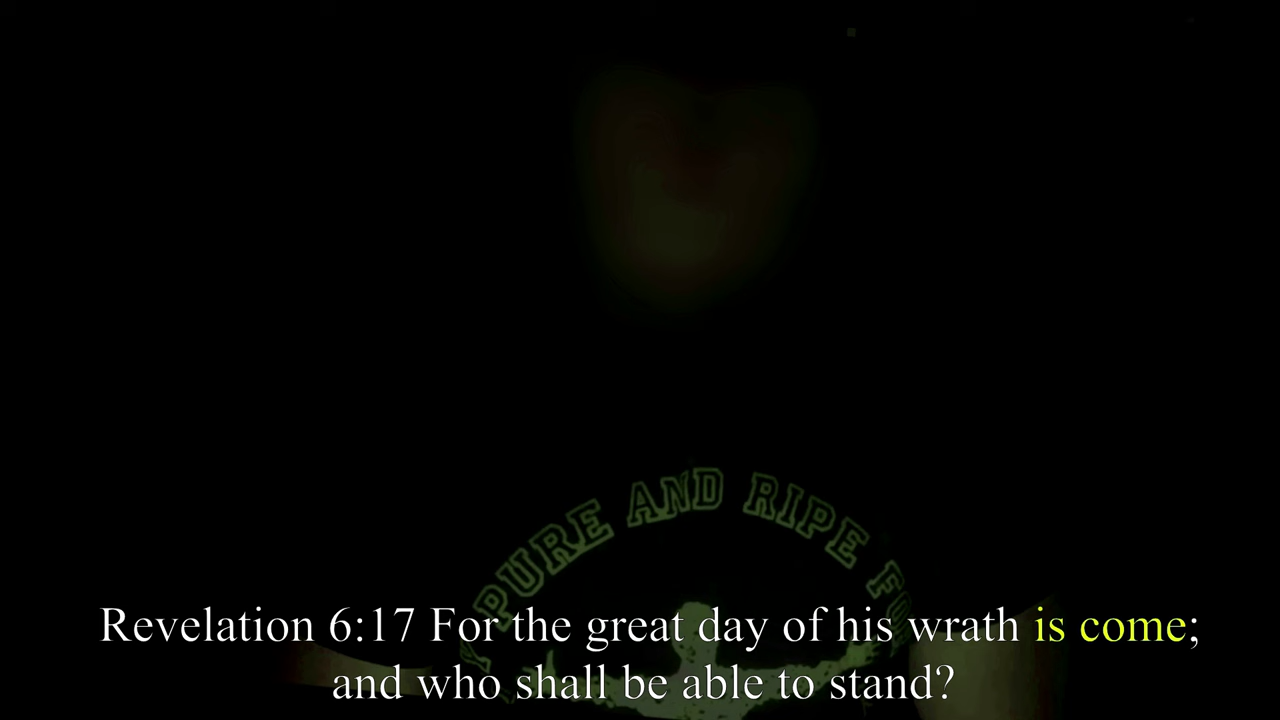 PURE AND RIPE FO
Revelation 6:17 For the great day of his wrath is come;
and who shall be able to stand?